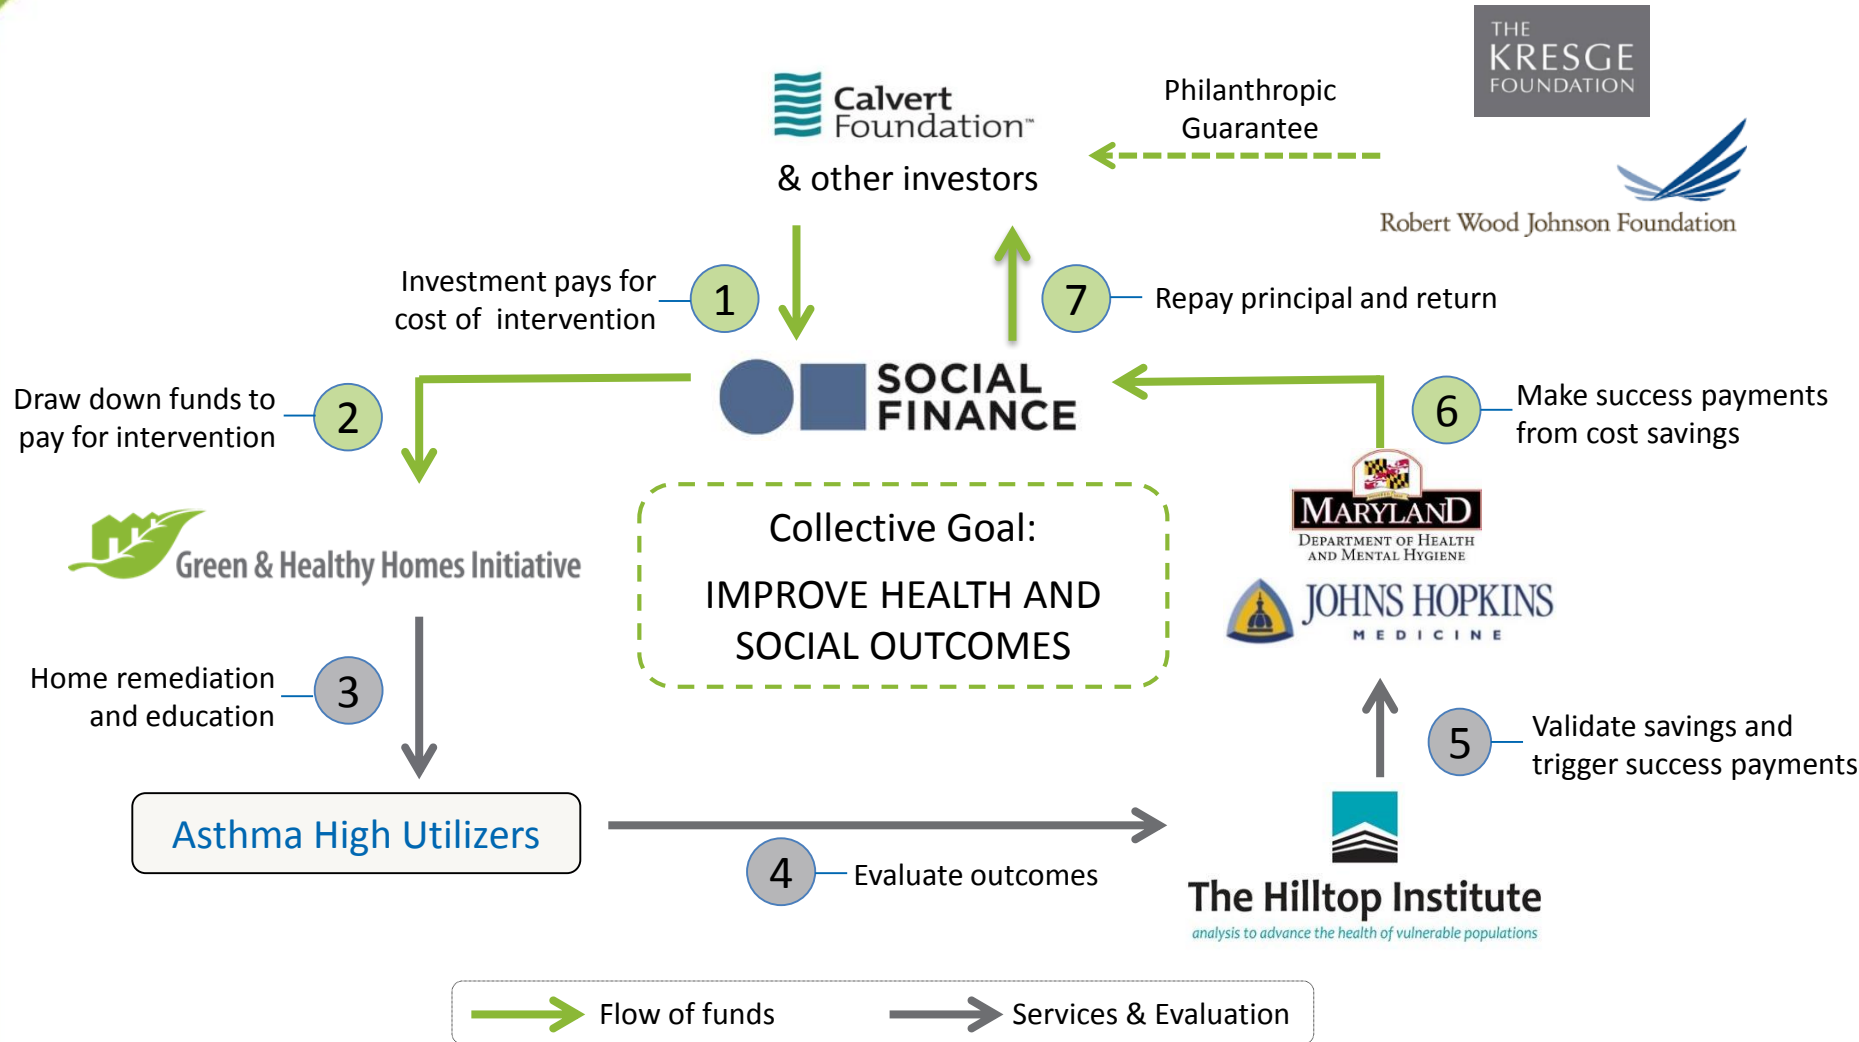 THE
KRESGE
FOUNDATION
Calvert
Foundation™
& other investors
Philanthropic
Guarantee
Robert Wood Johnson Foundation
Investment pays for
cost of intervention
1
7
Repay principal and return
SOCIAL
FINANCE
Draw down funds to
pay for intervention
2
6
Make success payments
from cost savings
Green & Healthy Homes Initiative
Collective Goal:
IMPROVE HEALTH AND
SOCIAL OUTCOMES
MARYLAND
DEPARTMENT OF HEALTH
AND MENTAL HYGIENE
JOHNS HOPKINS
MEDICINE
Home remediation
and education
3
5
Validate savings and
trigger success payments
Asthma High Utilizers
4
Evaluate outcomes
The Hilltop Institute
analysis to advance the health of vulnerable populations
Flow of funds
Services & Evaluation